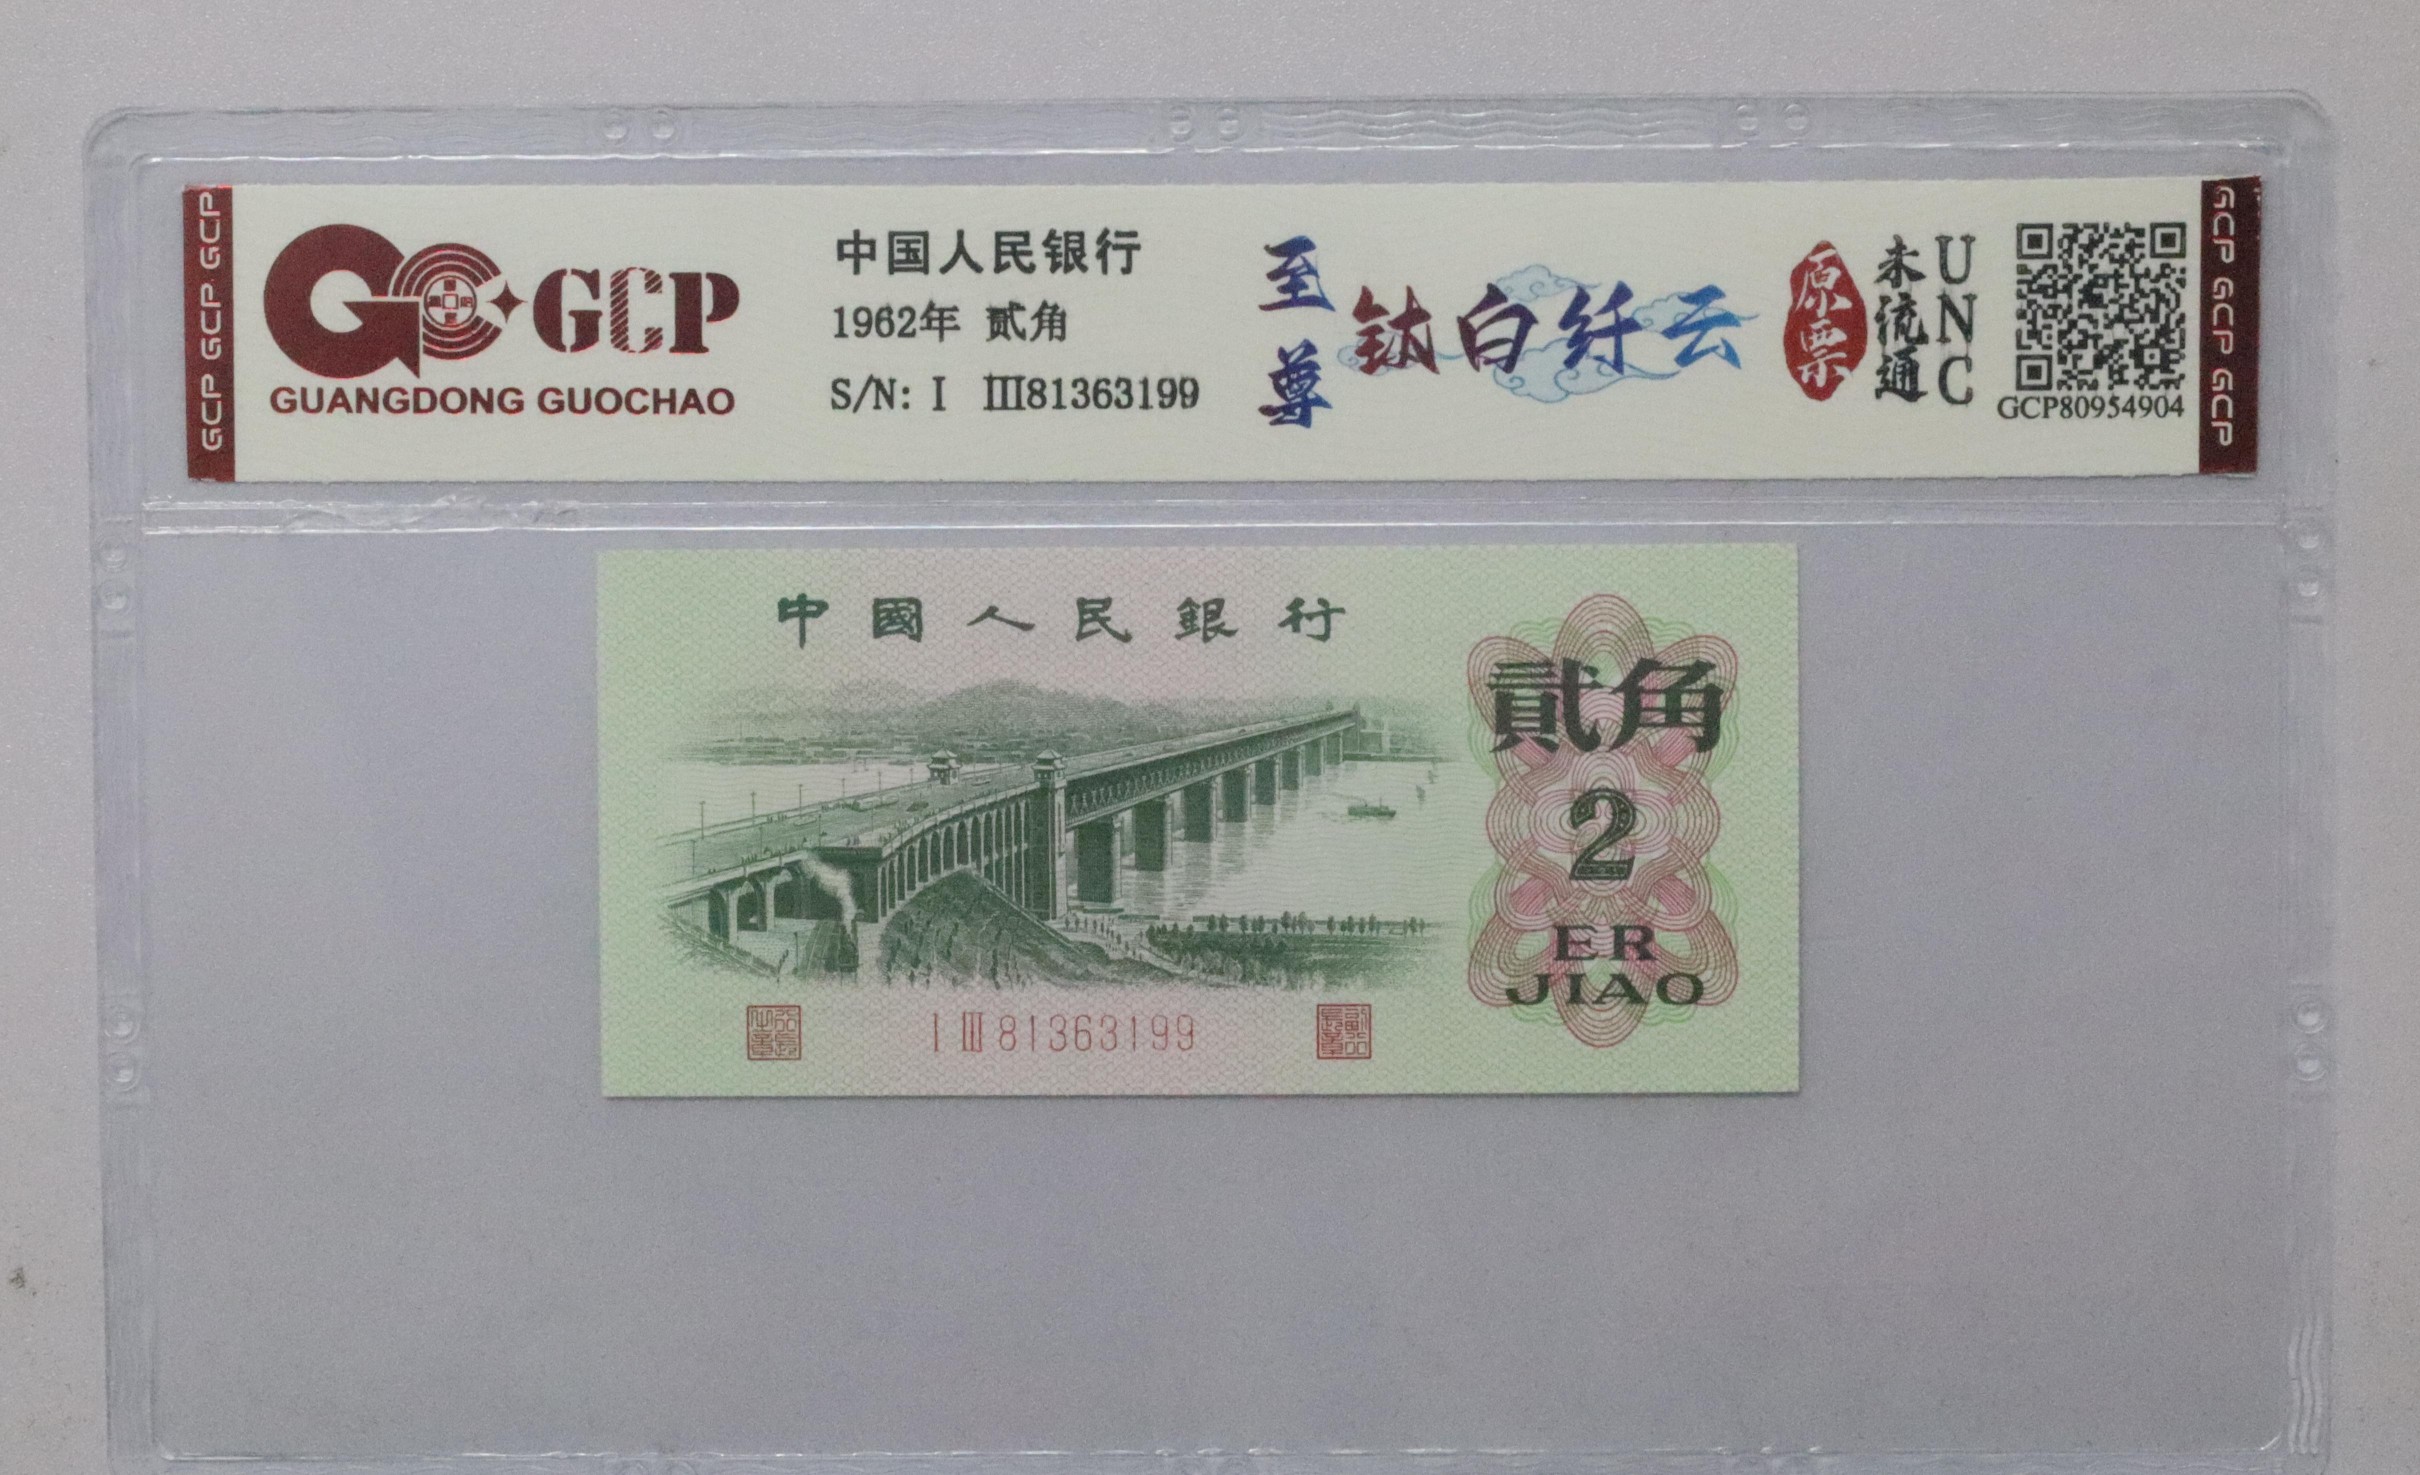 GCP GCP GCP
GCP
GUANGDONG GUOCHAO
中国人民银行
1962年 贰角
S/N: I III81363199
至尊
钛白纤云
原票
未流通
UNC
GCP80954904
GCP GCP GCP
中國人民銀行
貳角
2
ER
JIAO
I III 81363199